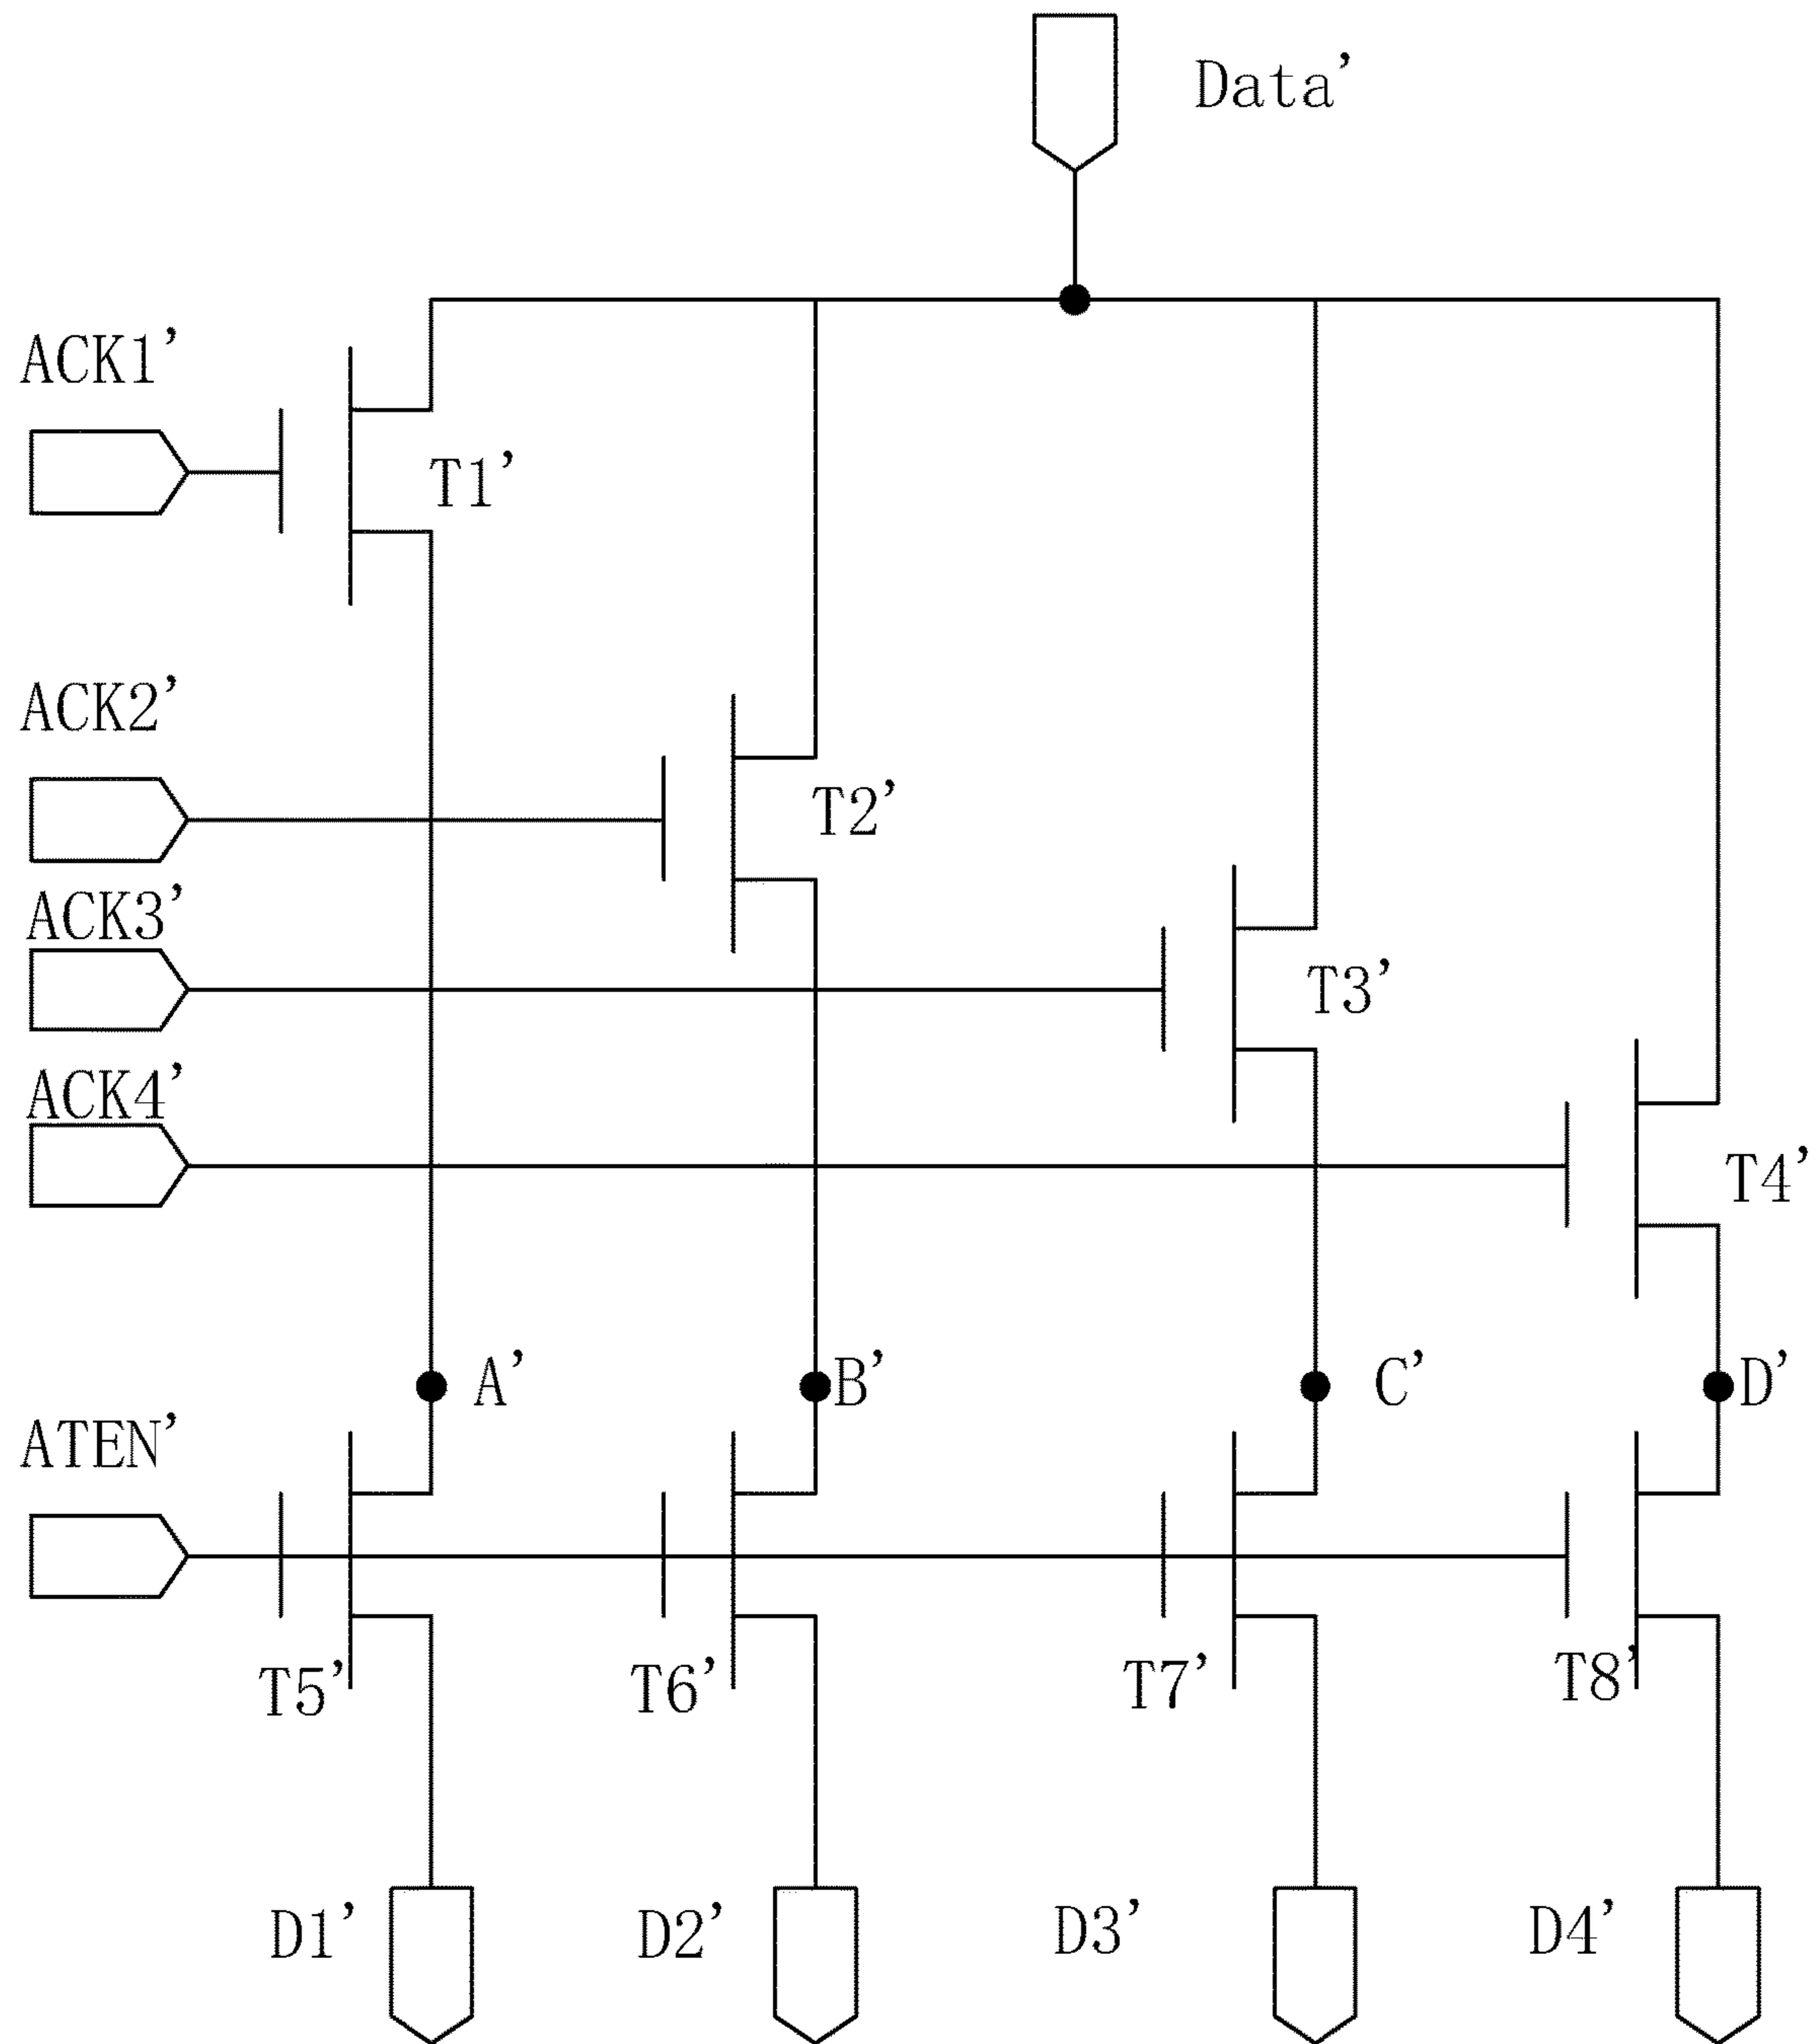 Data'
ACK1'
T1'
ACK2'
T2'
ACK3'
T3'
ACK4'
T4'
A' B' C' D'
ATEN'
T5' T6' T7' T8'
D1' D2' D3' D4'